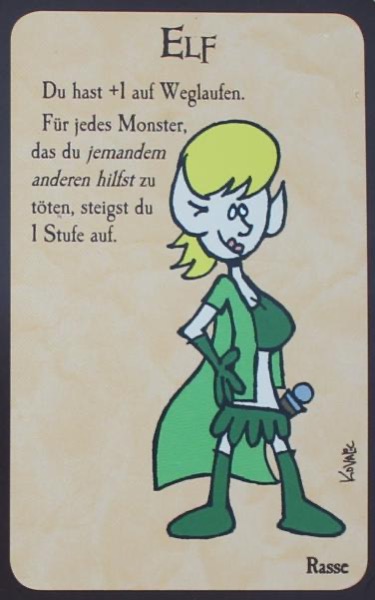 ELF
Du hast +1 auf Weglaufen.
Für jedes Monster,
das du jemandem
anderen hilfst zu
töten, steigst du
1 Stufe auf.
KOVALIC
Rasse